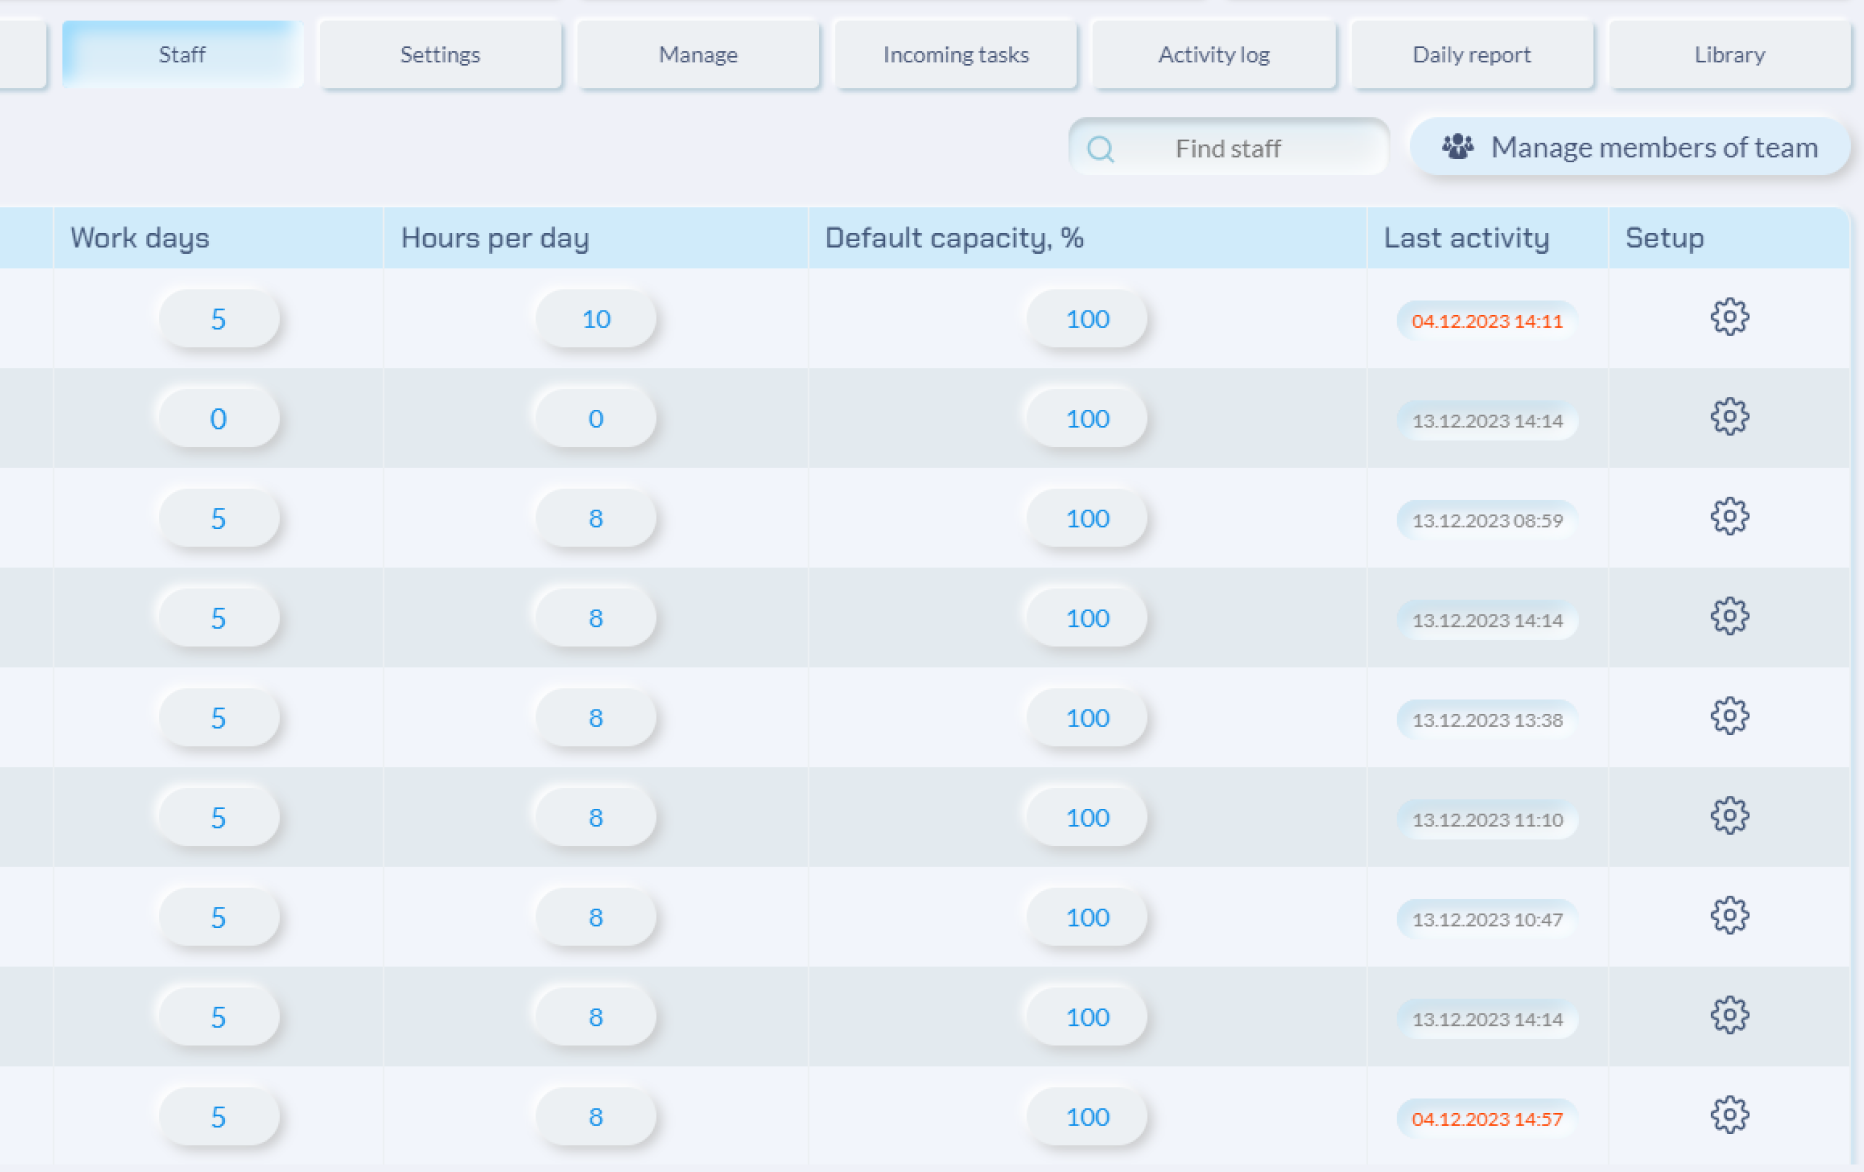 Staff Settings Manage Incoming tasks Activity log Daily report Library
Find staff Manage members of team
Work days Hours per day Default capacity, % Last activity Setup
5 10 100 04.12.2023 14:11
0 0 100 13.12.2023 14:14
5 8 100 13.12.2023 08:59
5 8 100 13.12.2023 14:14
5 8 100 13.12.2023 13:38
5 8 100 13.12.2023 11:10
5 8 100 13.12.2023 10:47
5 8 100 13.12.2023 14:14
5 8 100 04.12.2023 14:57